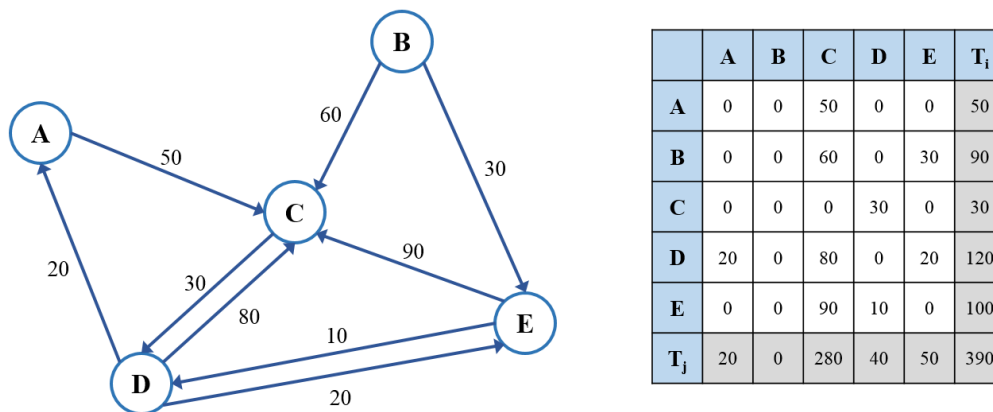 B
A
60
50
30
C
90
20
30
80
E
10
D
20
A B C D E Ti
A 0 0 50 0 0 50
B 0 0 60 0 30 90
C 0 0 0 30 0 30
D 20 0 80 0 20 120
E 0 0 90 10 0 100
Tj 20 0 280 40 50 390